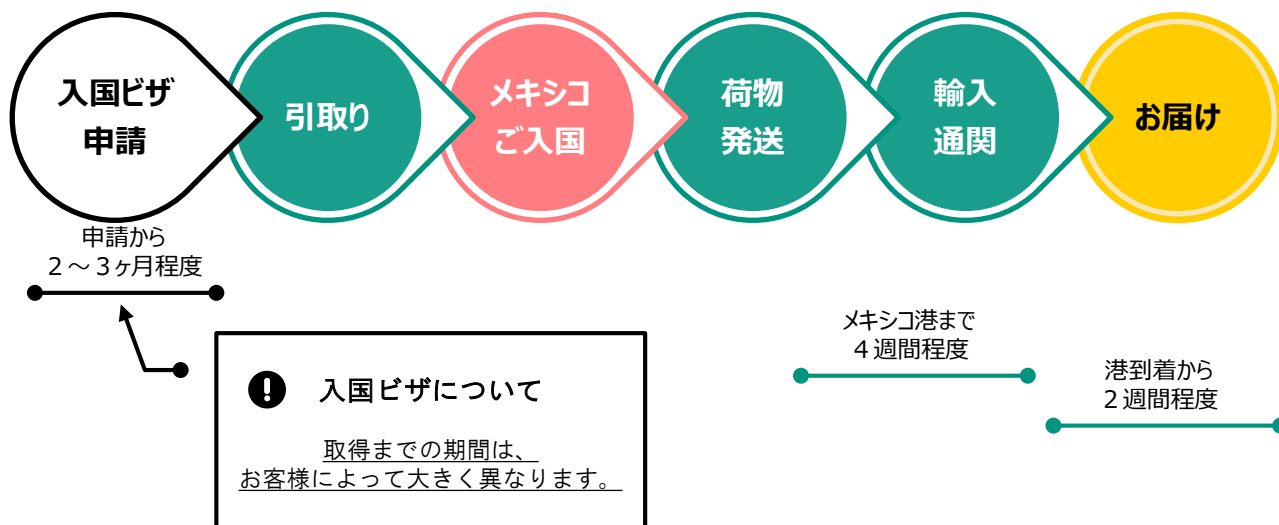 入国ビザ
申請
引取り
メキシコ
ご入国
荷物
発送
輸入
通関
お届け
申請から
２～３ヶ月程度
メキシコ港まで
４週間程度
港到着から
２週間程度
! 入国ビザについて
取得までの期間は、
お客様によって大きく異なります。